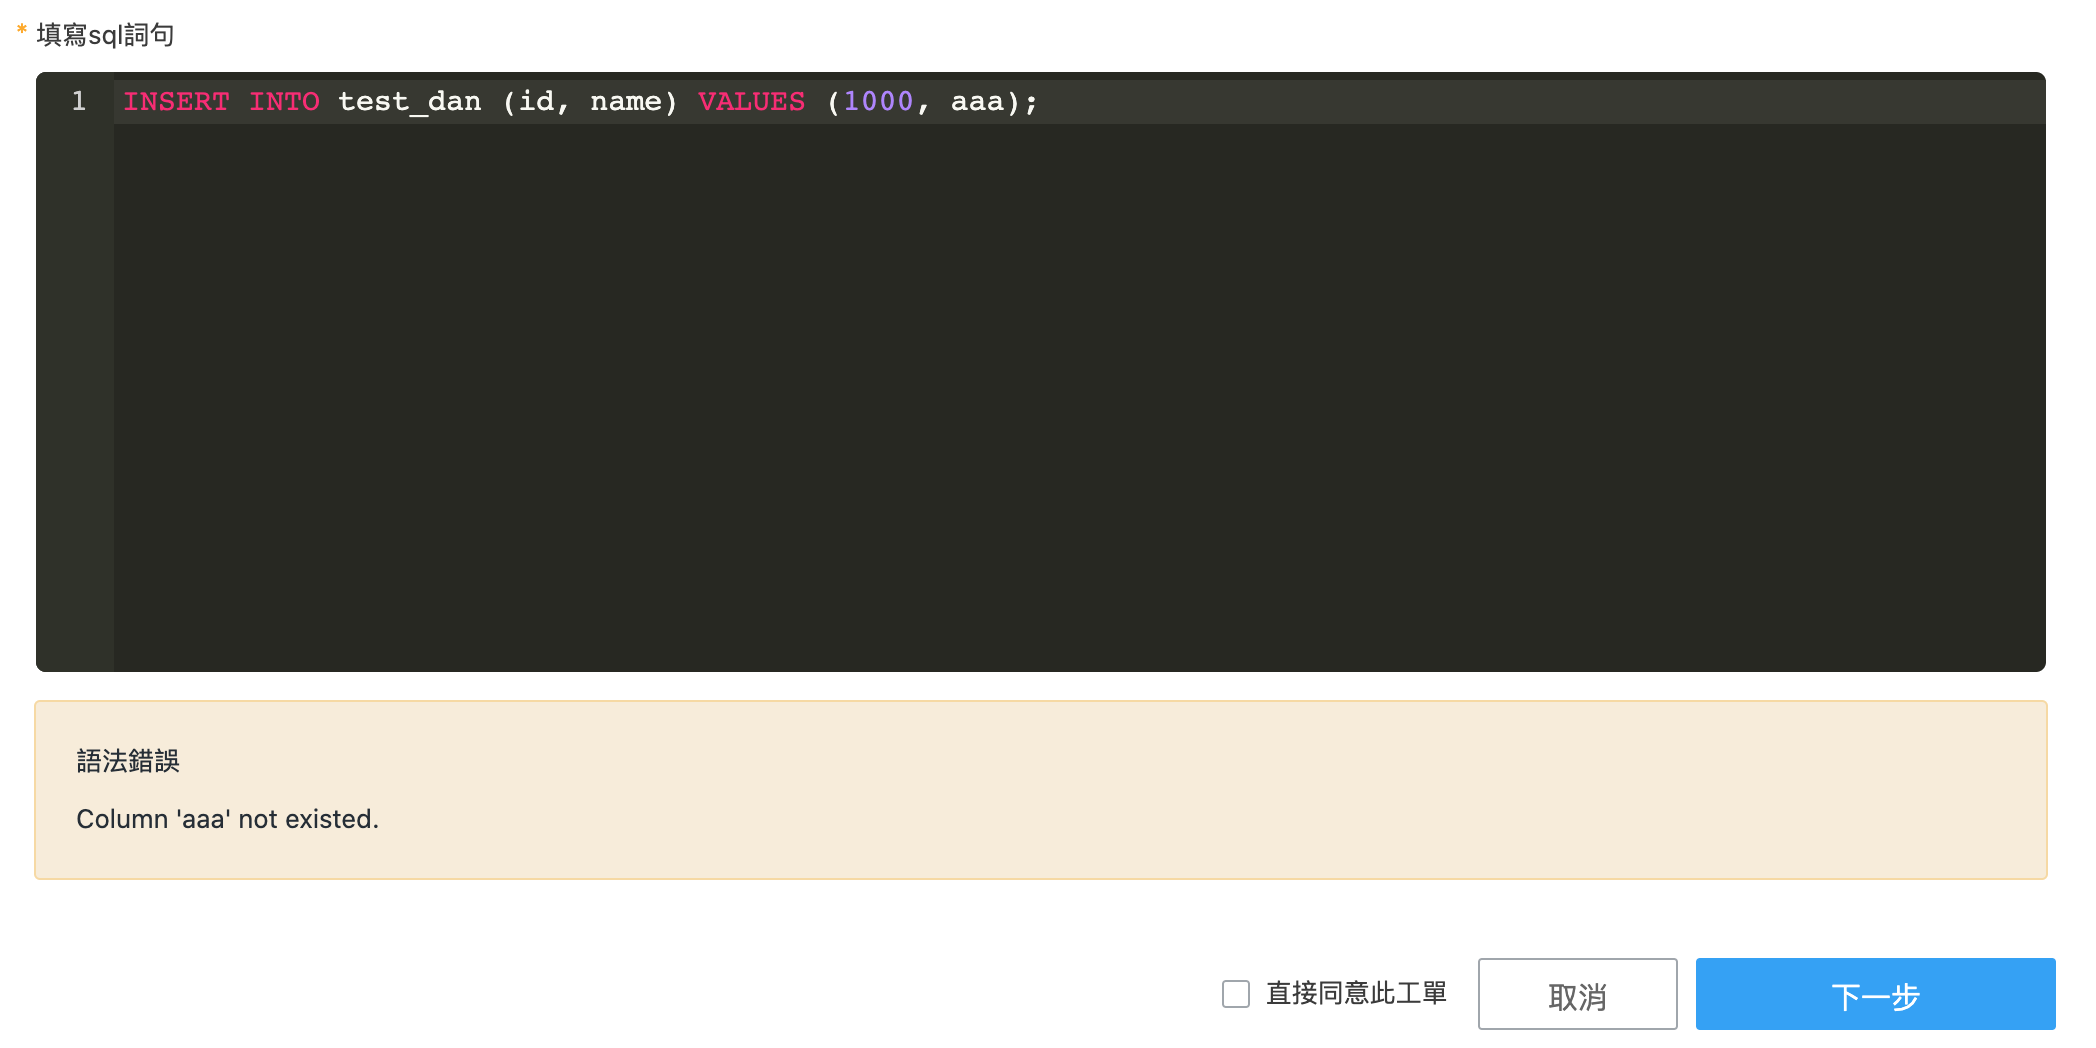 * 填寫sql詞句
1 INSERT INTO test_dan (id, name) VALUES (1000, aaa);
語法錯誤
Column 'aaa' not existed.
直接同意此工單 取消 下一步